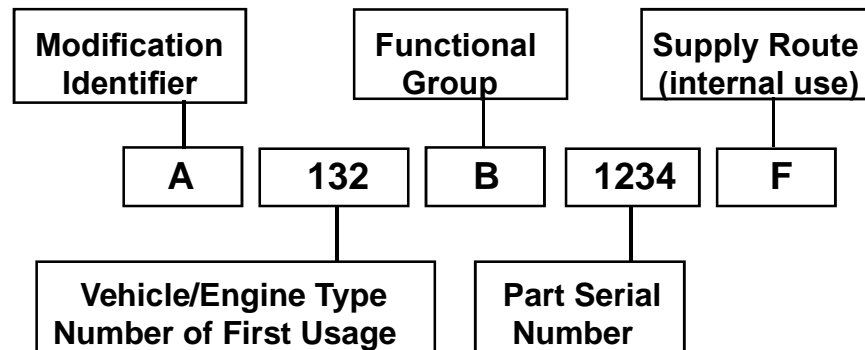 Modification
Identifier
Functional
Group
Supply Route
(internal use)
A
132
B
1234
F
Vehicle/Engine Type
Number of First Usage
Part Serial
Number